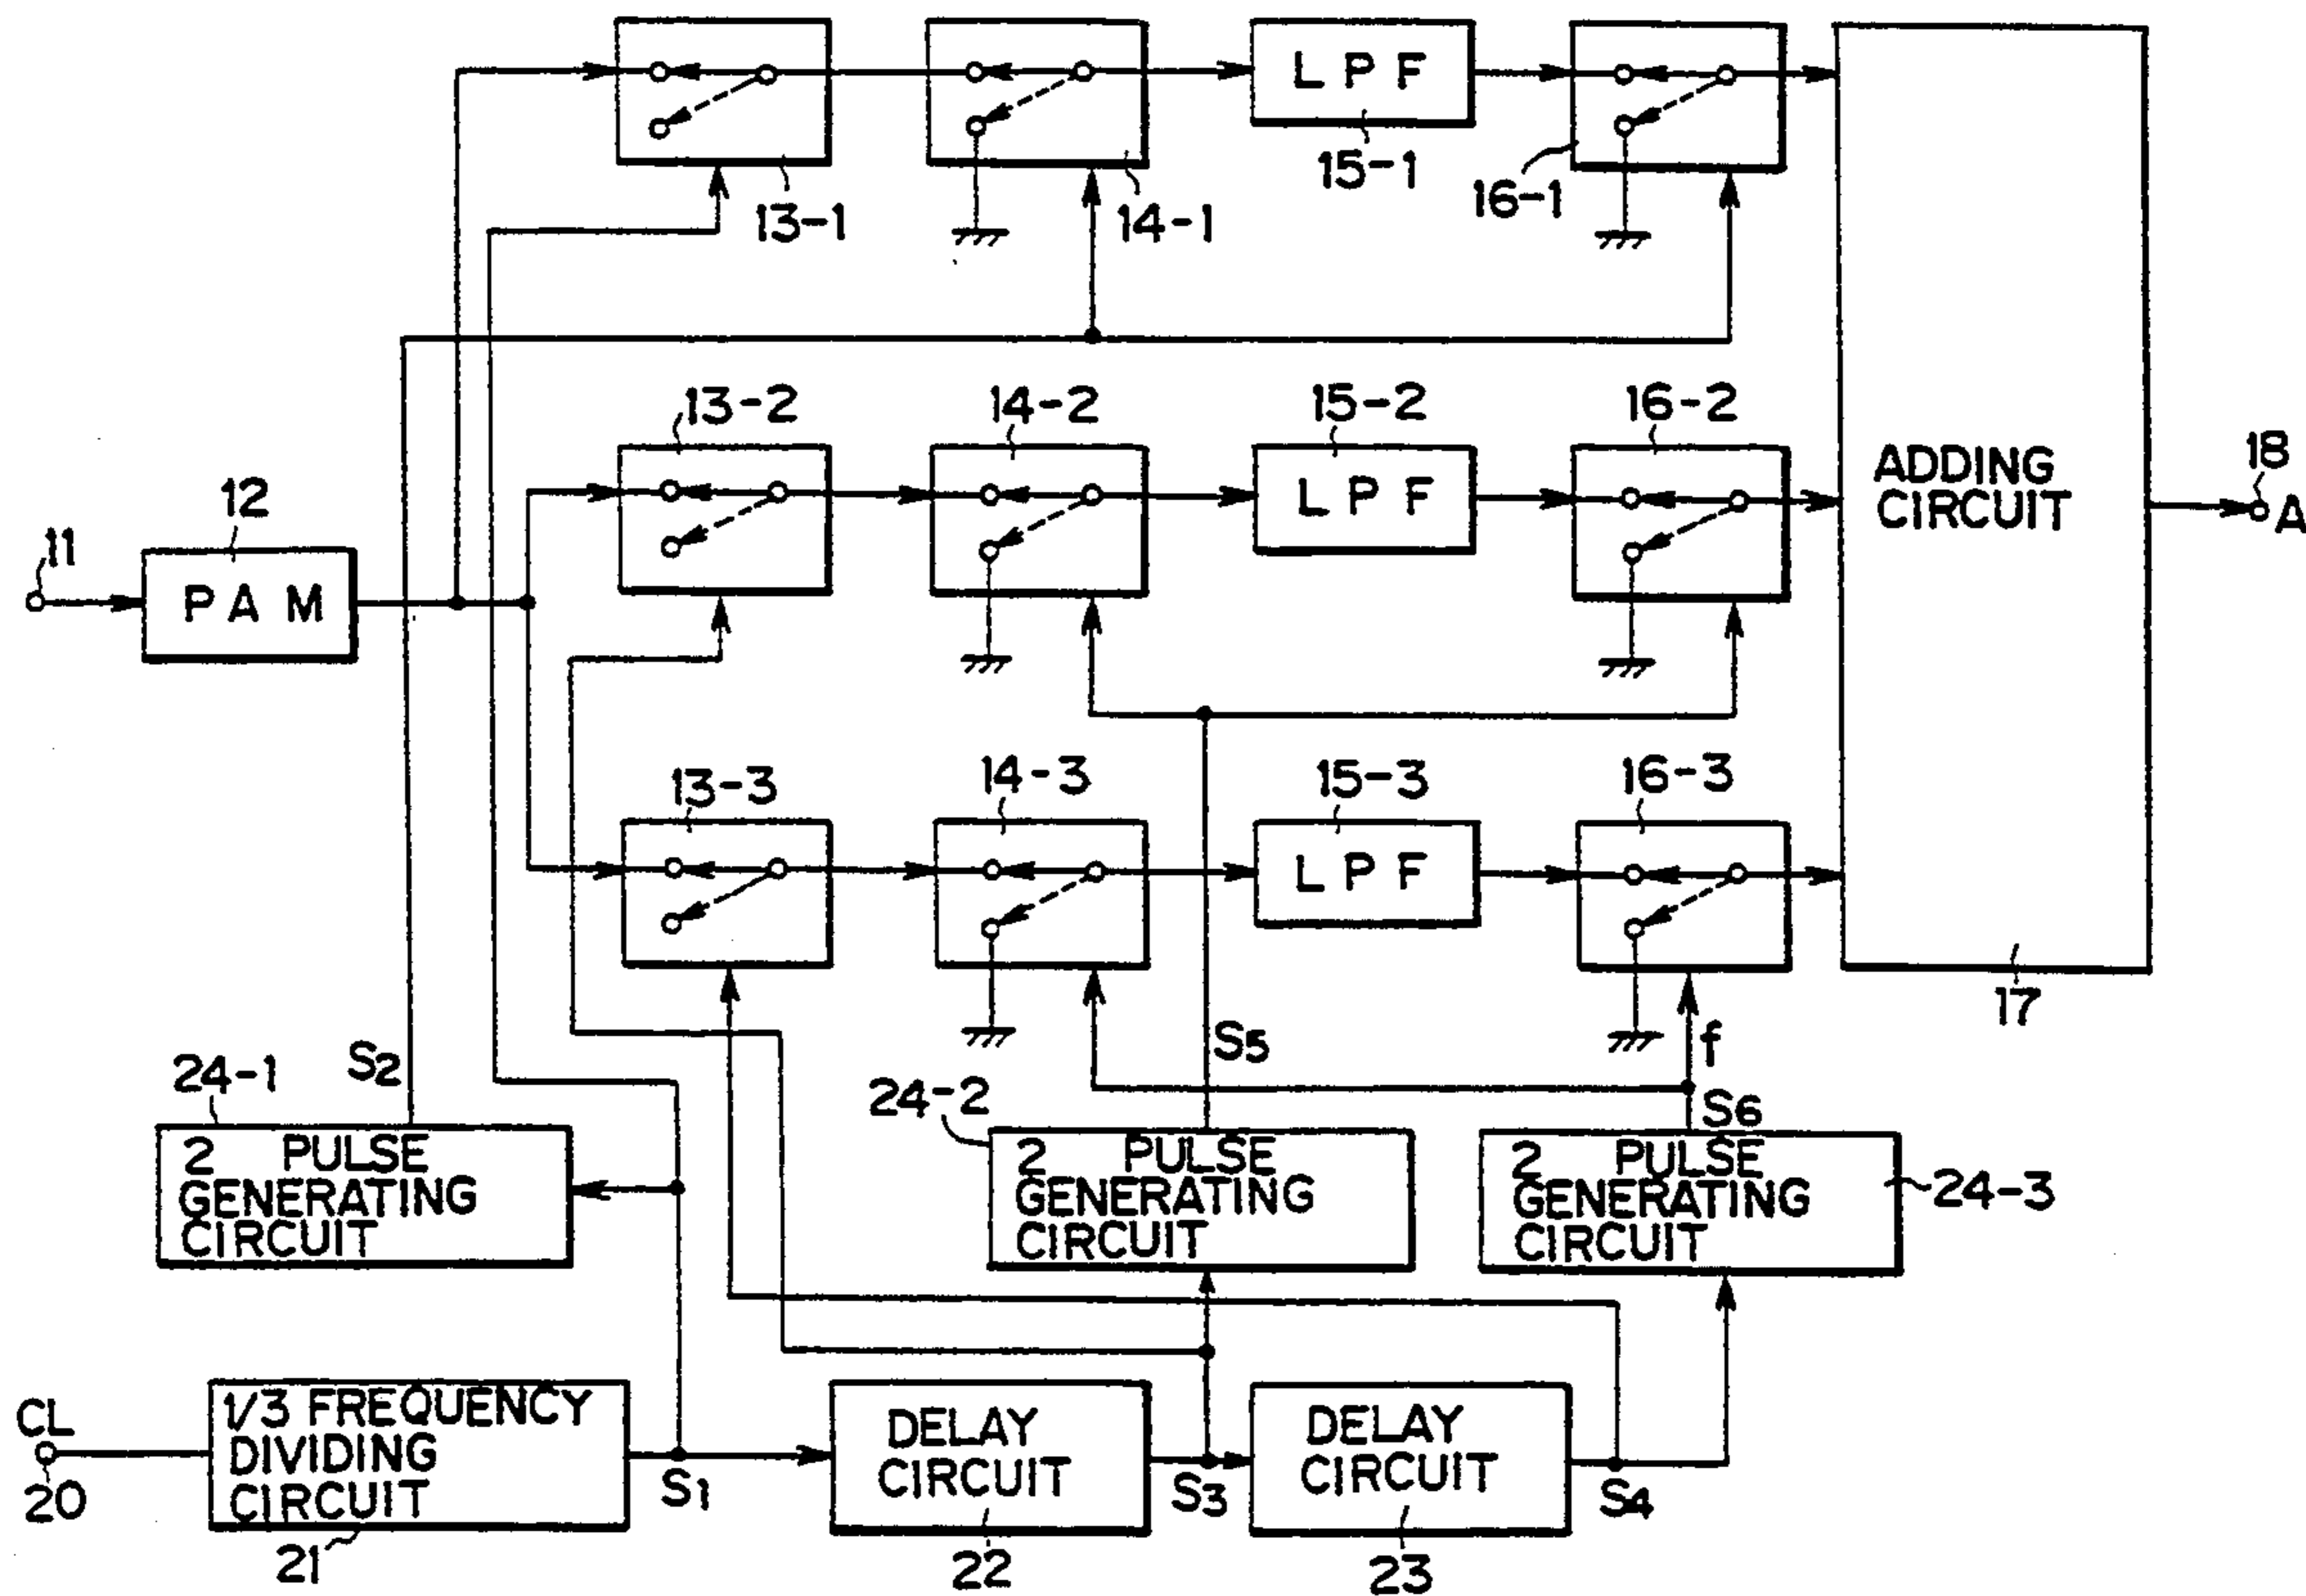 LPF
15-1
16-1
13-1
14-1
13-2
14-2
15-2
16-2
12
11
PAM
LPF
ADDING
CIRCUIT
18
A
13-3
14-3
15-3
16-3
LPF
17
S2
24-1
S5
f
24-2
S6
2 PULSE
GENERATING
CIRCUIT
2 PULSE
GENERATING
CIRCUIT
2 PULSE
GENERATING
CIRCUIT
24-3
CL
20
1/3 FREQUENCY
DIVIDING
CIRCUIT
21
S1
DELAY
CIRCUIT
22
S3
DELAY
CIRCUIT
23
S4